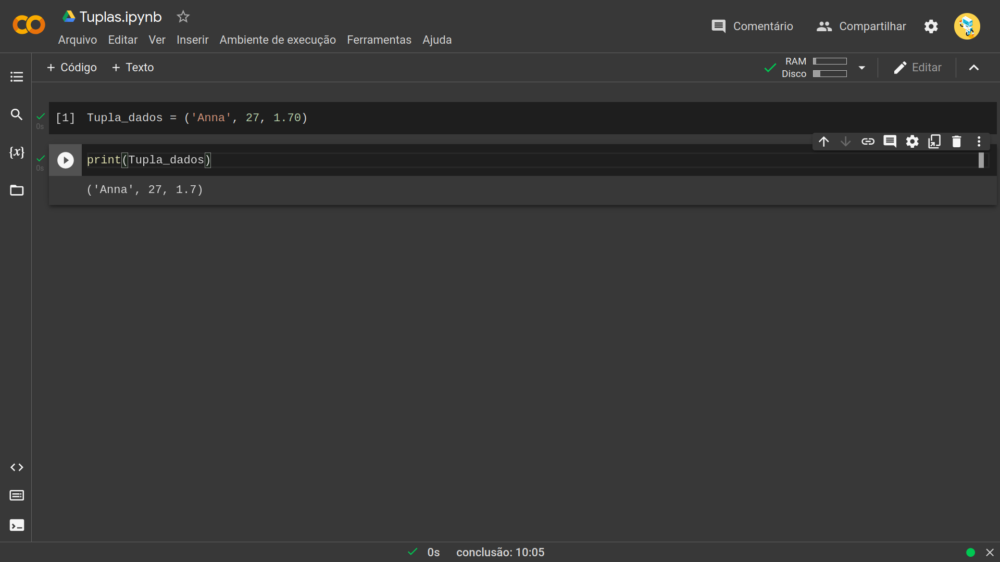 Tuplas.ipynb
Arquivo Editar Ver Inserir Ambiente de execução Ferramentas Ajuda
Comentário Compartilhar
+ Código + Texto
RAM
Disco
Editar
0s
[1] Tupla_dados = ('Anna', 27, 1.70)
{x}
0s
print(Tupla_dados)
('Anna', 27, 1.7)
0s conclusão: 10:05